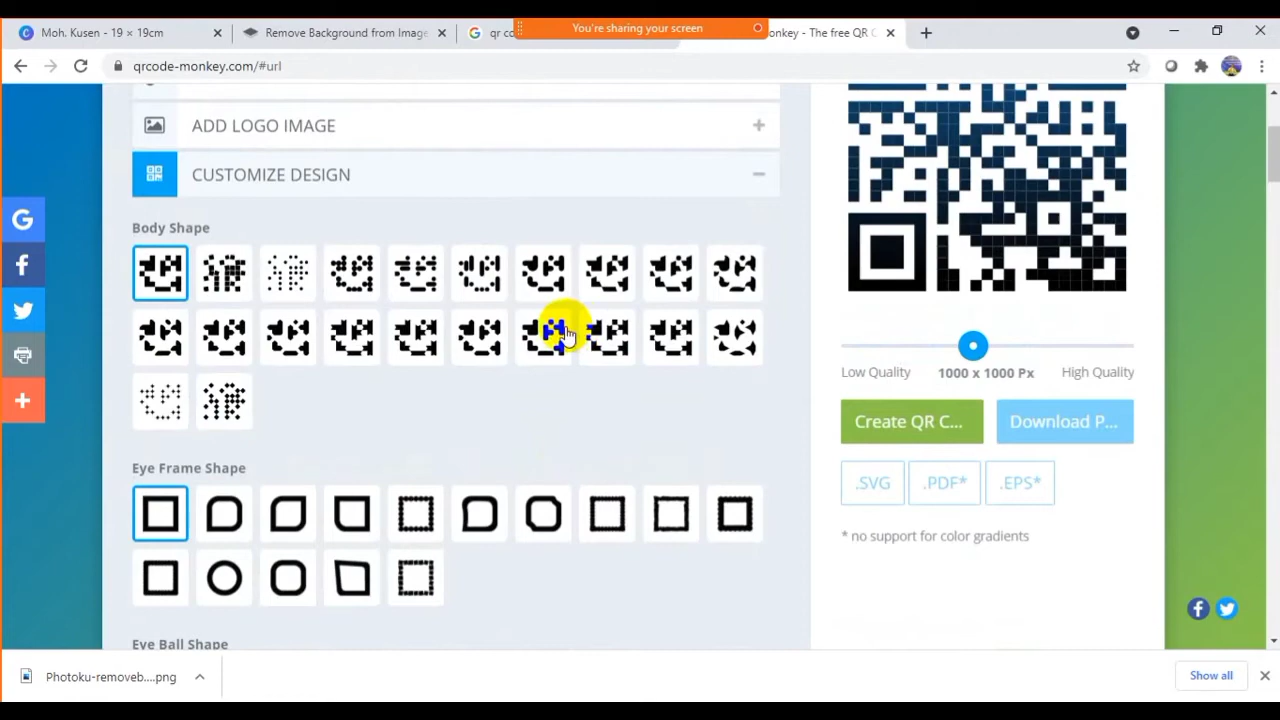 You're sharing your screen
Moh. Kusen - 19 × 19cm
Remove Background from Image
qr co
onkey - The free QR C
qrcode-monkey.com/#url
ADD LOGO IMAGE
CUSTOMIZE DESIGN
Body Shape
Low Quality
1000 x 1000 Px
High Quality
Create QR C...
Download P...
.SVG
.PDF*
.EPS*
* no support for color gradients
Eye Frame Shape
Eye Ball Shape
Photoku-removeb....png
Show all